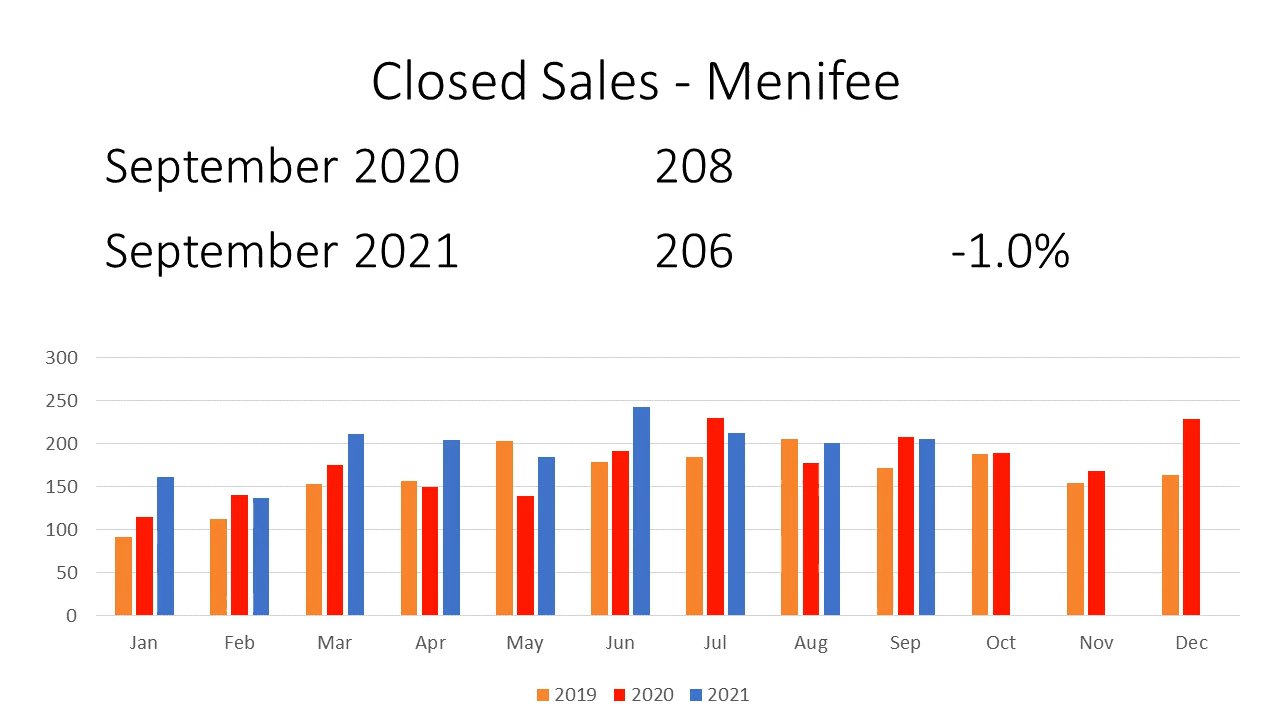 Closed Sales - Menifee
September 2020 208
September 2021 206 -1.0%
300
250
200
150
100
50
0
Jan Feb Mar Apr May Jun Jul Aug Sep Oct Nov Dec
2019 2020 2021